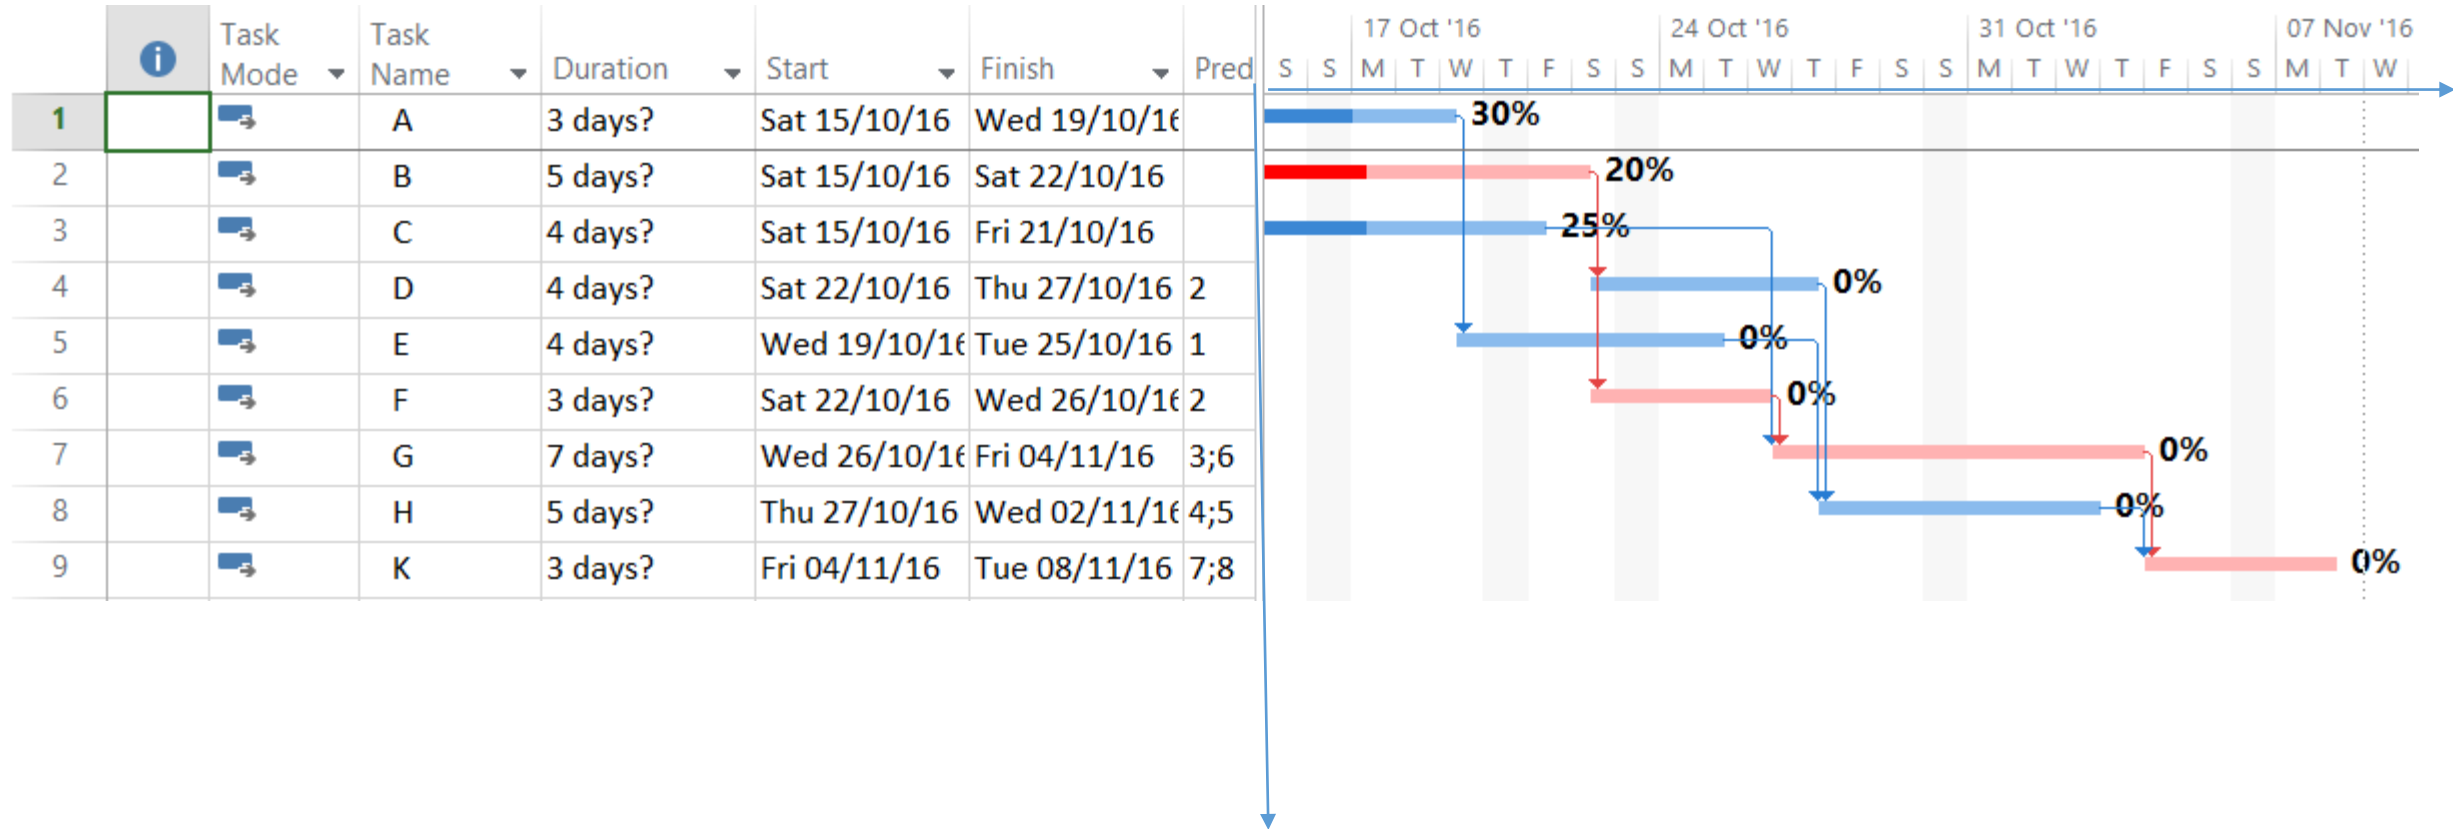 17 Oct '16 24 Oct '16 31 Oct '16 07 Nov '16
Task Mode Task Name Duration Start Finish Pred S S M T W T F S S M T W T F S S M T W T F S S M T W
1 A 3 days? Sat 15/10/16 Wed 19/10/16 30%
2 B 5 days? Sat 15/10/16 Sat 22/10/16 20%
3 C 4 days? Sat 15/10/16 Fri 21/10/16 25%
4 D 4 days? Sat 22/10/16 Thu 27/10/16 2 0%
5 E 4 days? Wed 19/10/16 Tue 25/10/16 1 0%
6 F 3 days? Sat 22/10/16 Wed 26/10/16 2 0%
7 G 7 days? Wed 26/10/16 Fri 04/11/16 3;6 0%
8 H 5 days? Thu 27/10/16 Wed 02/11/16 4;5 0%
9 K 3 days? Fri 04/11/16 Tue 08/11/16 7;8 0%